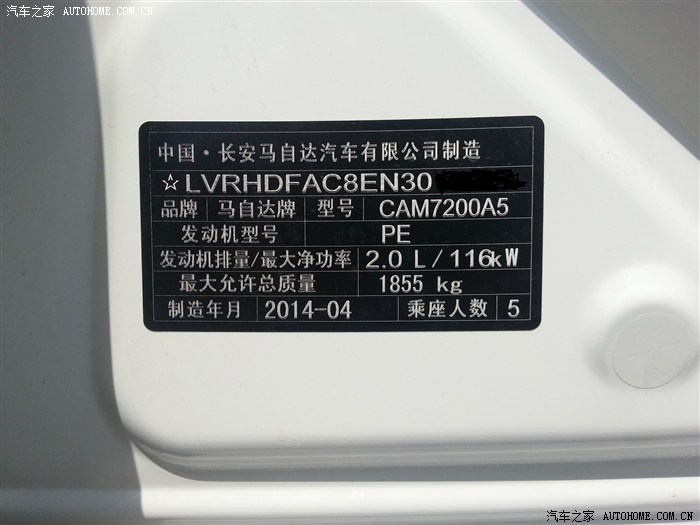 汽车之家 AUTOHOME.COM.CN
中国·长安马自达汽车有限公司制造
☆LVRHDFAC8EN30
品牌 马自达牌 型号 CAM7200A5
发动机型号 PE
发动机排量/最大净功率 2.0 L/116kW
最大允许总质量 1855 kg
制造年月 2014-04 乘座人数 5
汽车之家 AUTOHOME.COM.CN